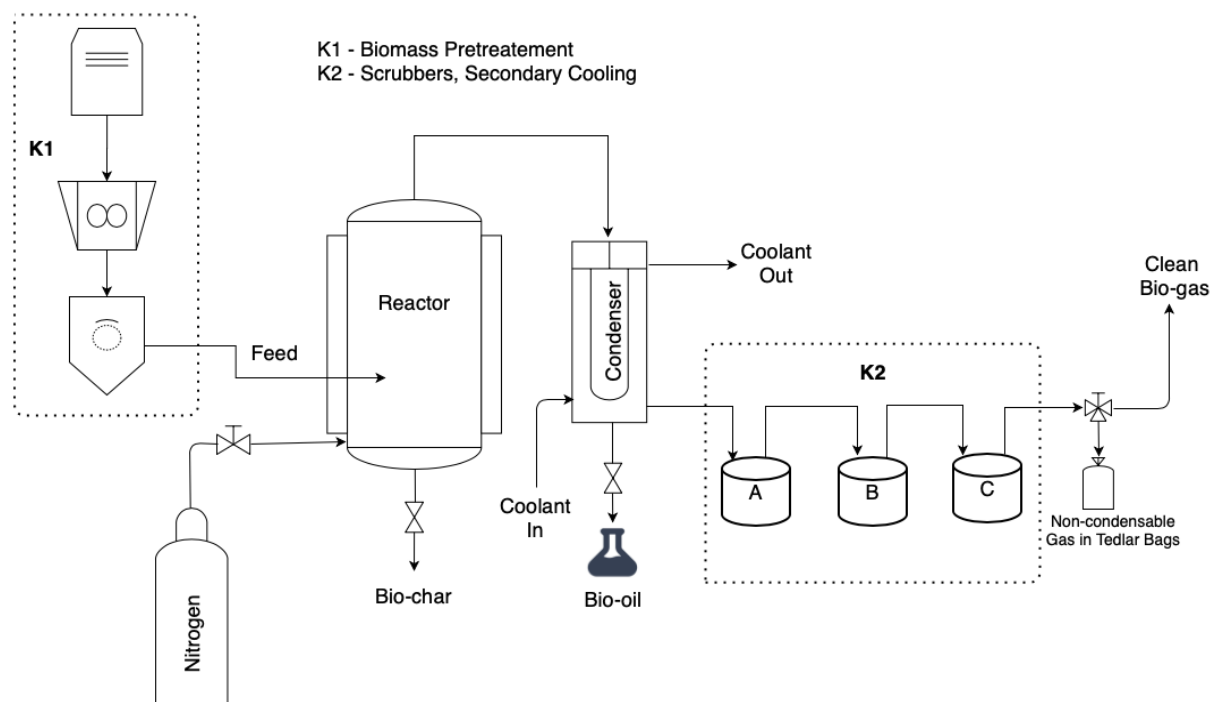 K1 - Biomass Pretreatement
K2 - Scrubbers, Secondary Cooling
K1
Reactor
Feed
Condenser
Coolant
Out
Coolant
In
K2
A
B
C
Clean
Bio-gas
Non-condensable
Gas in Tedlar Bags
Bio-char
Bio-oil
Nitrogen